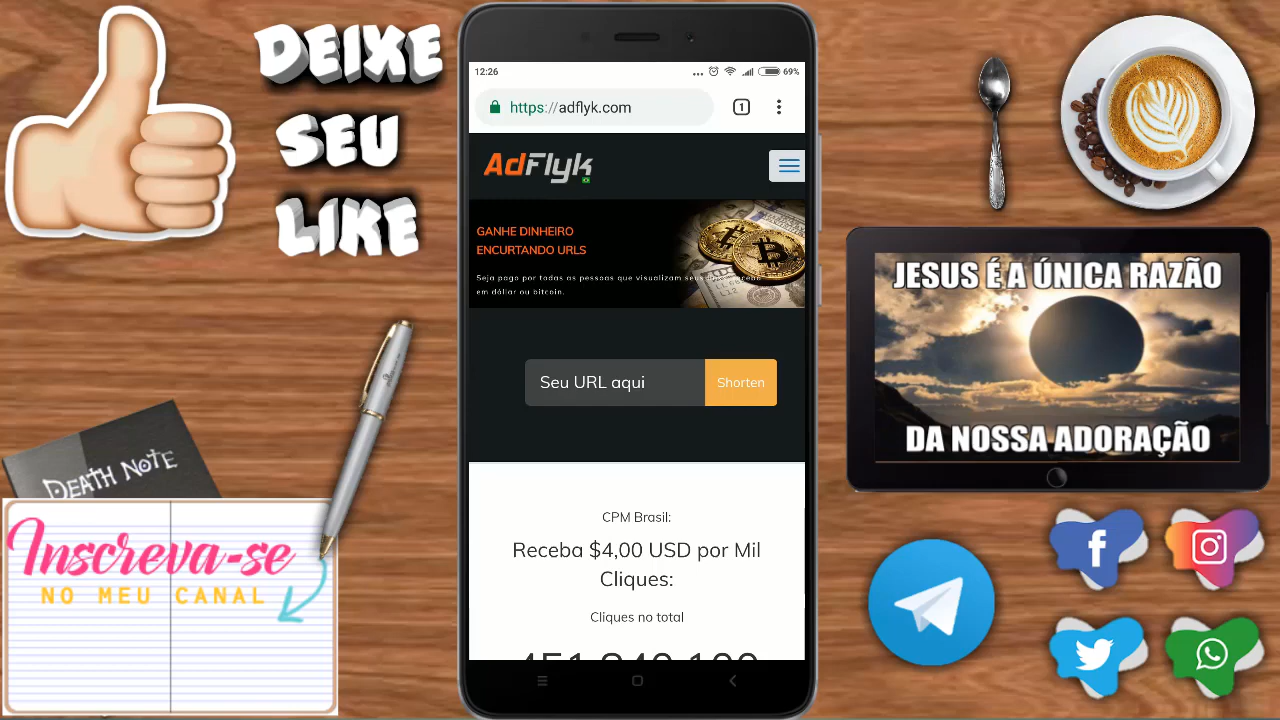 DEIXE
SEU
LIKE
DEATH NOTE
Inscreva-se
NO MEU CANAL
12:26
69%
https://adflyk.com
1
AdFlyk
GANHE DINHEIRO
ENCURTANDO URLS
Seja pago por todas as pessoas que visualizam seus
em dólar ou bitcoin.
Seu URL aqui
Shorten
CPM Brasil:
Receba $4,00 USD por Mil
Cliques:
Cliques no total
JESUS É A ÚNICA RAZÃO
DA NOSSA ADORAÇÃO